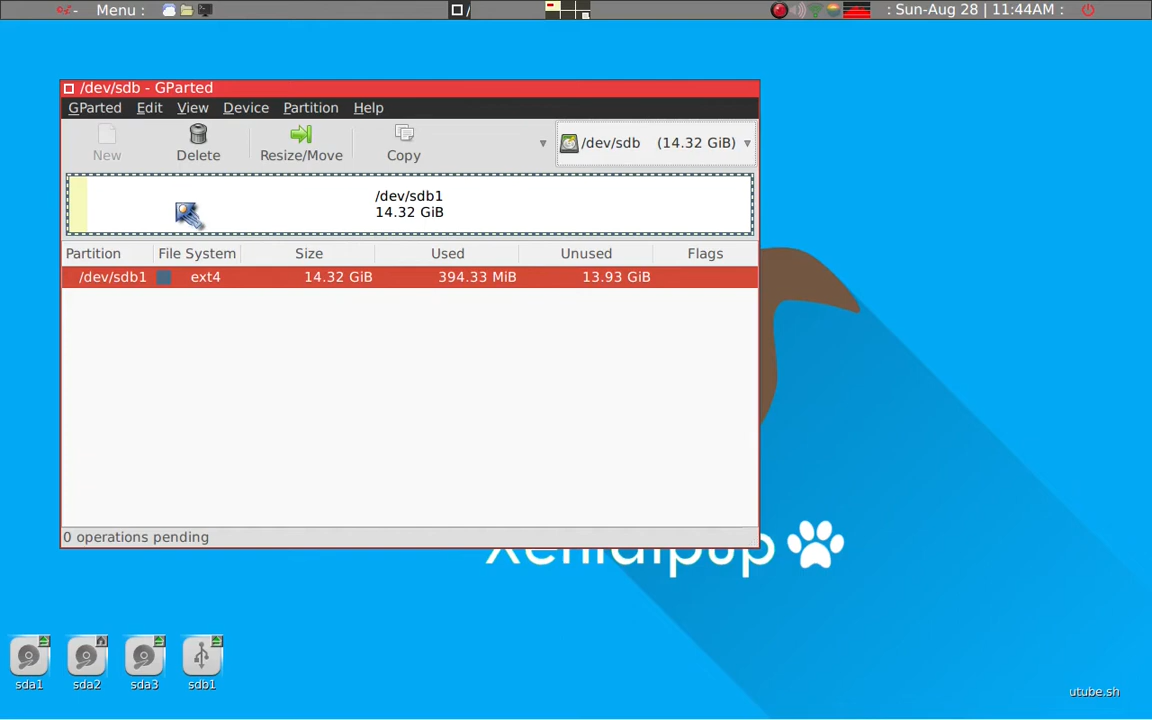 Menu :
/
: Sun-Aug 28 | 11:44AM :
/dev/sdb - GParted
GParted Edit View Device Partition Help
New Delete Resize/Move Copy /dev/sdb (14.32 GiB)
/dev/sdb1
14.32 GiB
Partition File System Size Used Unused Flags
/dev/sdb1 ext4 14.32 GiB 394.33 MiB 13.93 GiB
0 operations pending
sda1 sda2 sda3 sdb1
utube.sh